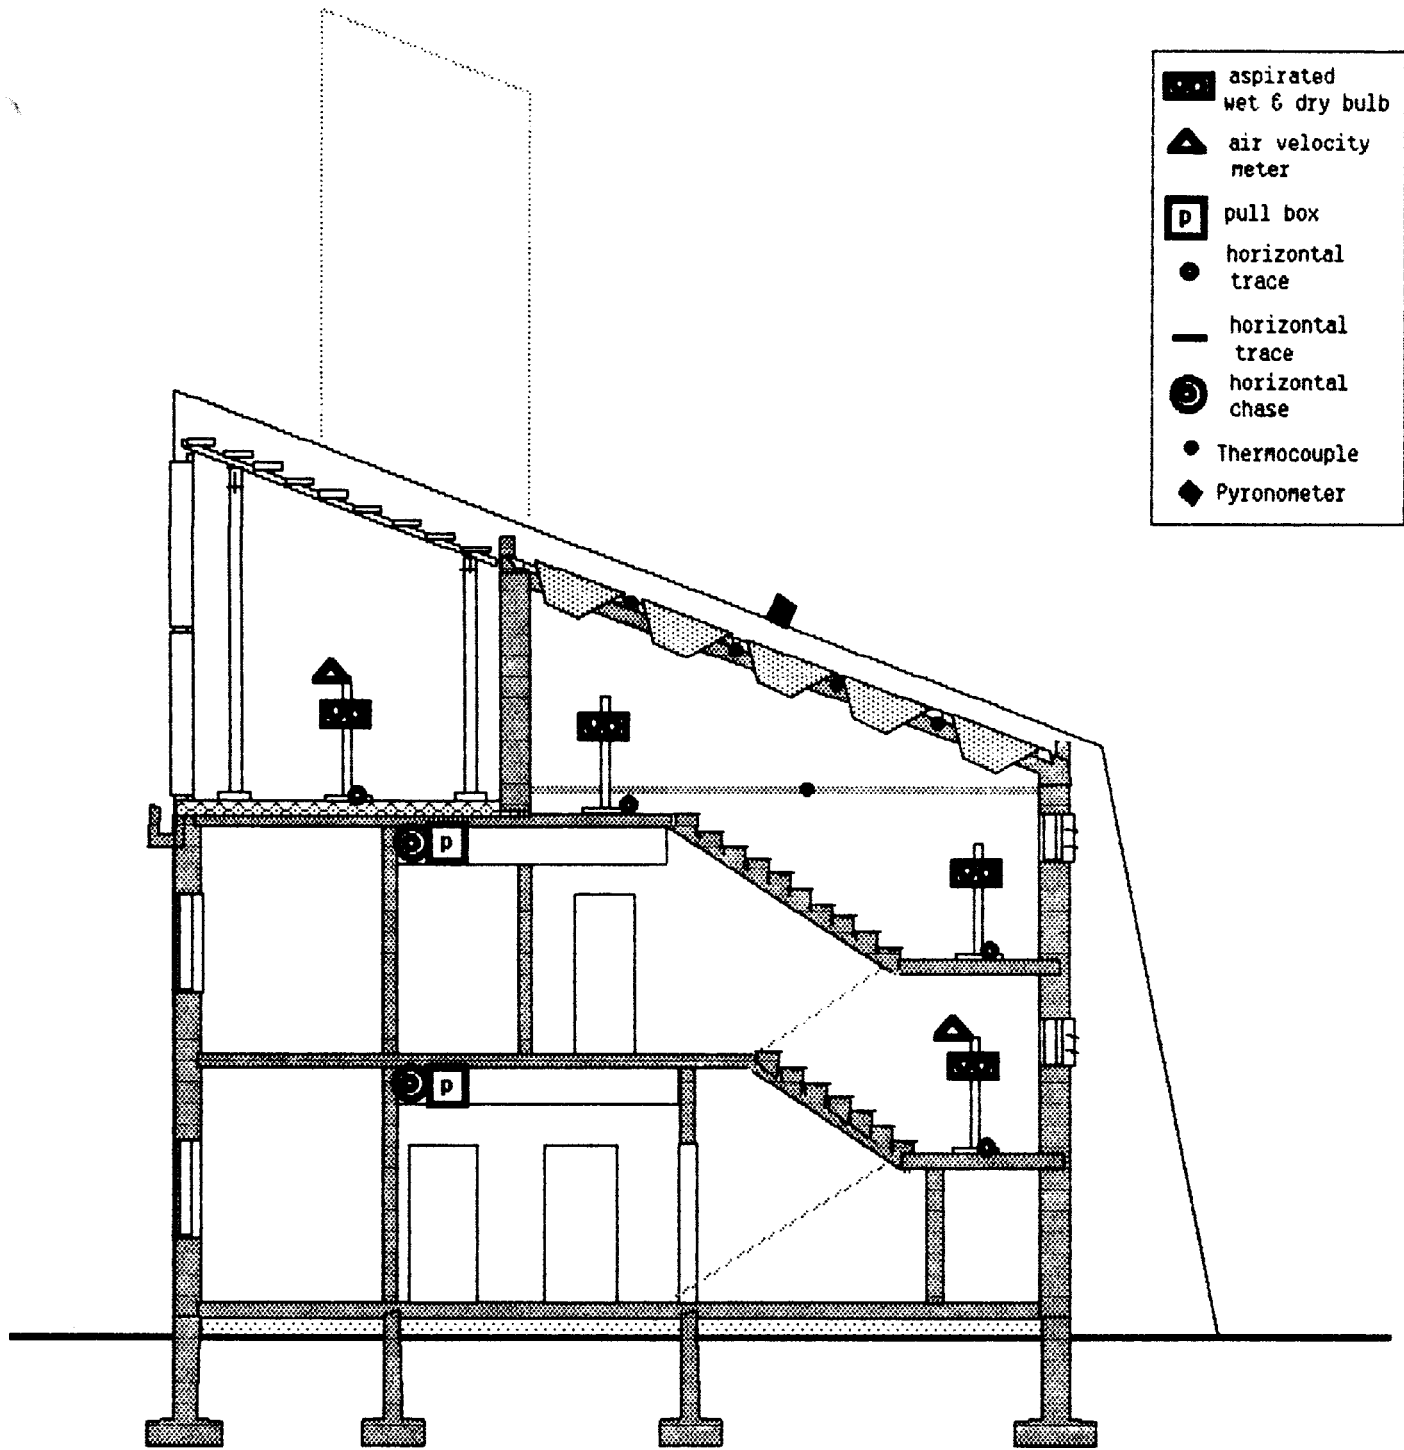 aspirated
wet & dry bulb
air velocity
meter
P
pull box
horizontal
trace
horizontal
trace
horizontal
chase
Thermocouple
Pyronometer
P
P